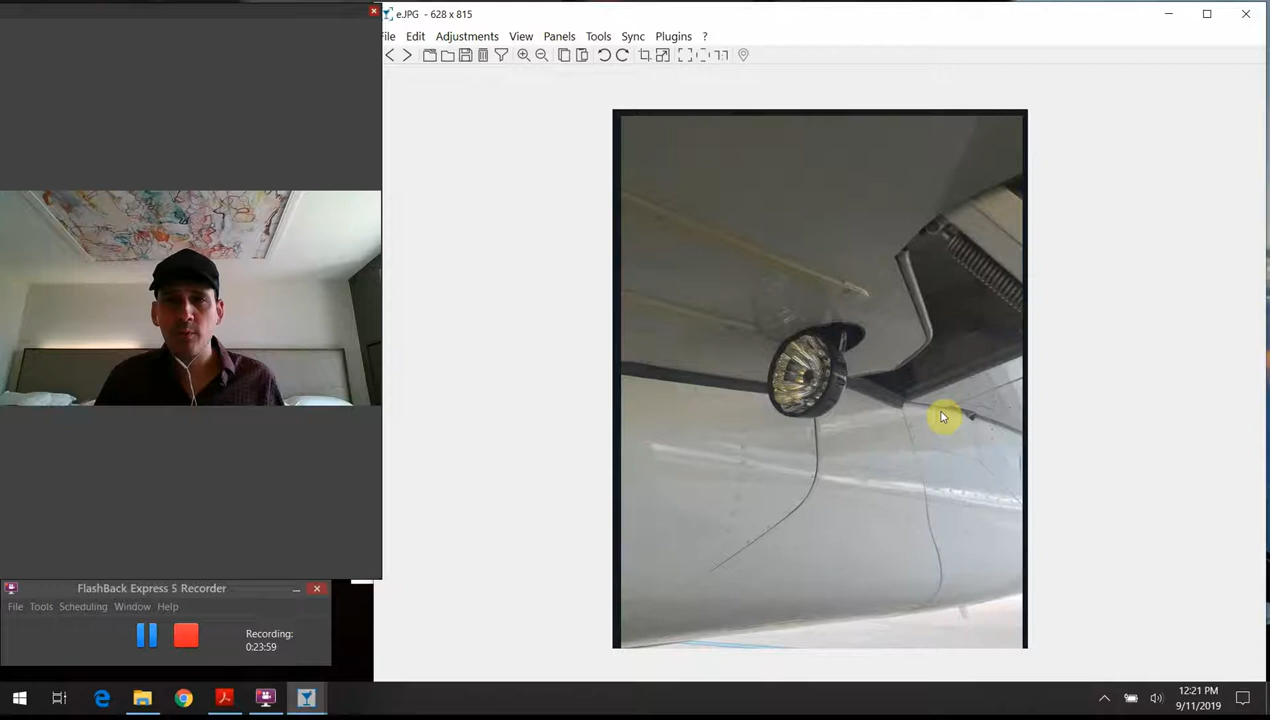 e.JPG - 628 x 815
File Edit Adjustments View Panels Tools Sync Plugins ?
FlashBack Express 5 Recorder
File Tools Scheduling Window Help
Recording:
0:23:59
12:21 PM
9/11/2019